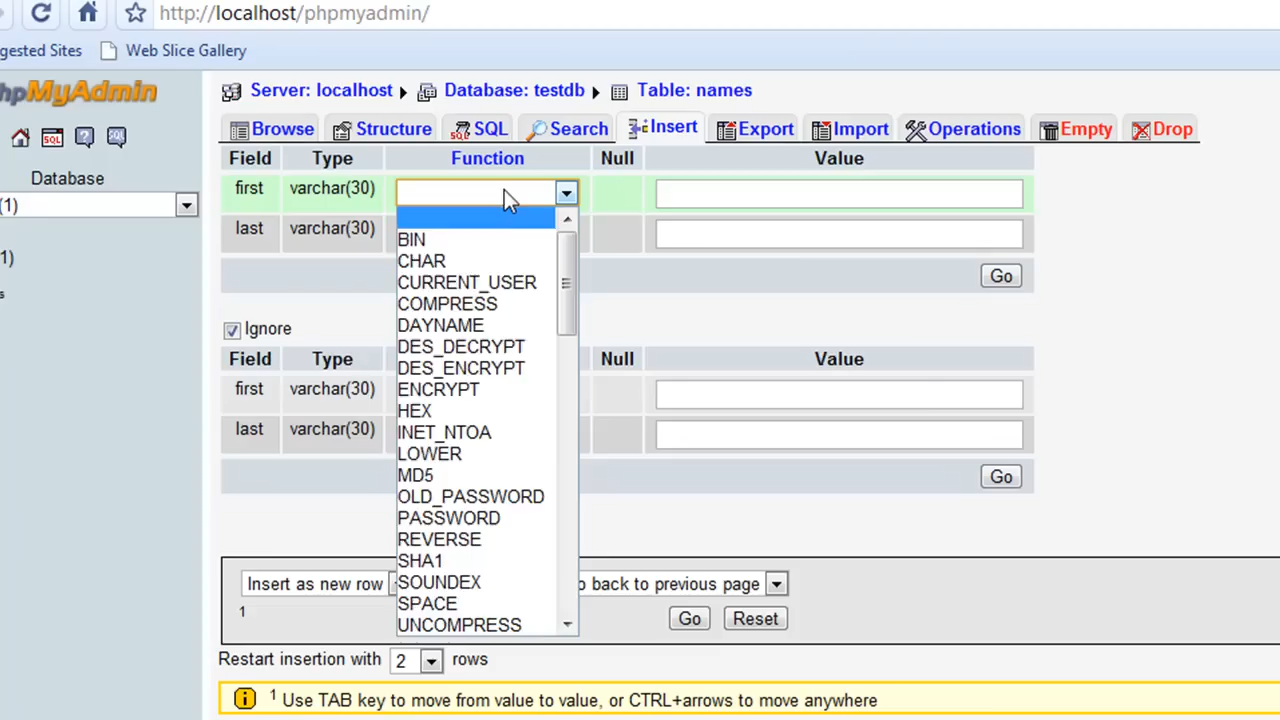 http://localhost/phpmyadmin/
gested Sites Web Slice Gallery
hpMyAdmin
Server: localhost Database: testdb Table: names
Browse Structure SQL Search Insert Export Import Operations Empty Drop
SQL SQL
Database
(1)
1)
s
Field Type Function Null Value
first varchar(30)
last varchar(30)
Go
BIN
CHAR
CURRENT_USER
COMPRESS
DAYNAME
DES_DECRYPT
DES_ENCRYPT
ENCRYPT
HEX
INET_NTOA
LOWER
MD5
OLD_PASSWORD
PASSWORD
REVERSE
SHA1
SOUNDEX
SPACE
UNCOMPRESS
Ignore
Field Type Null Value
first varchar(30)
last varchar(30)
Go
Insert as new row o back to previous page
1
Go Reset
Restart insertion with 2 rows
1 Use TAB key to move from value to value, or CTRL+arrows to move anywhere